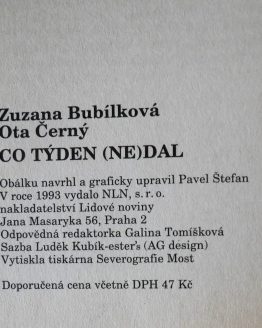 Zuzana Bubílková
Ota Černý
CO TÝDEN (NE)DAL
Obálku navrhl a graficky upravil Pavel Štefan
V roce 1993 vydalo NLN, s. r. o.
nakladatelství Lidové noviny
Jana Masaryka 56, Praha 2
Odpovědná redaktorka Galina Tomíšková
Sazba Luděk Kubík-ester's (AG design)
Vytiskla tiskárna Severografie Most
Doporučená cena včetně DPH 47 Kč